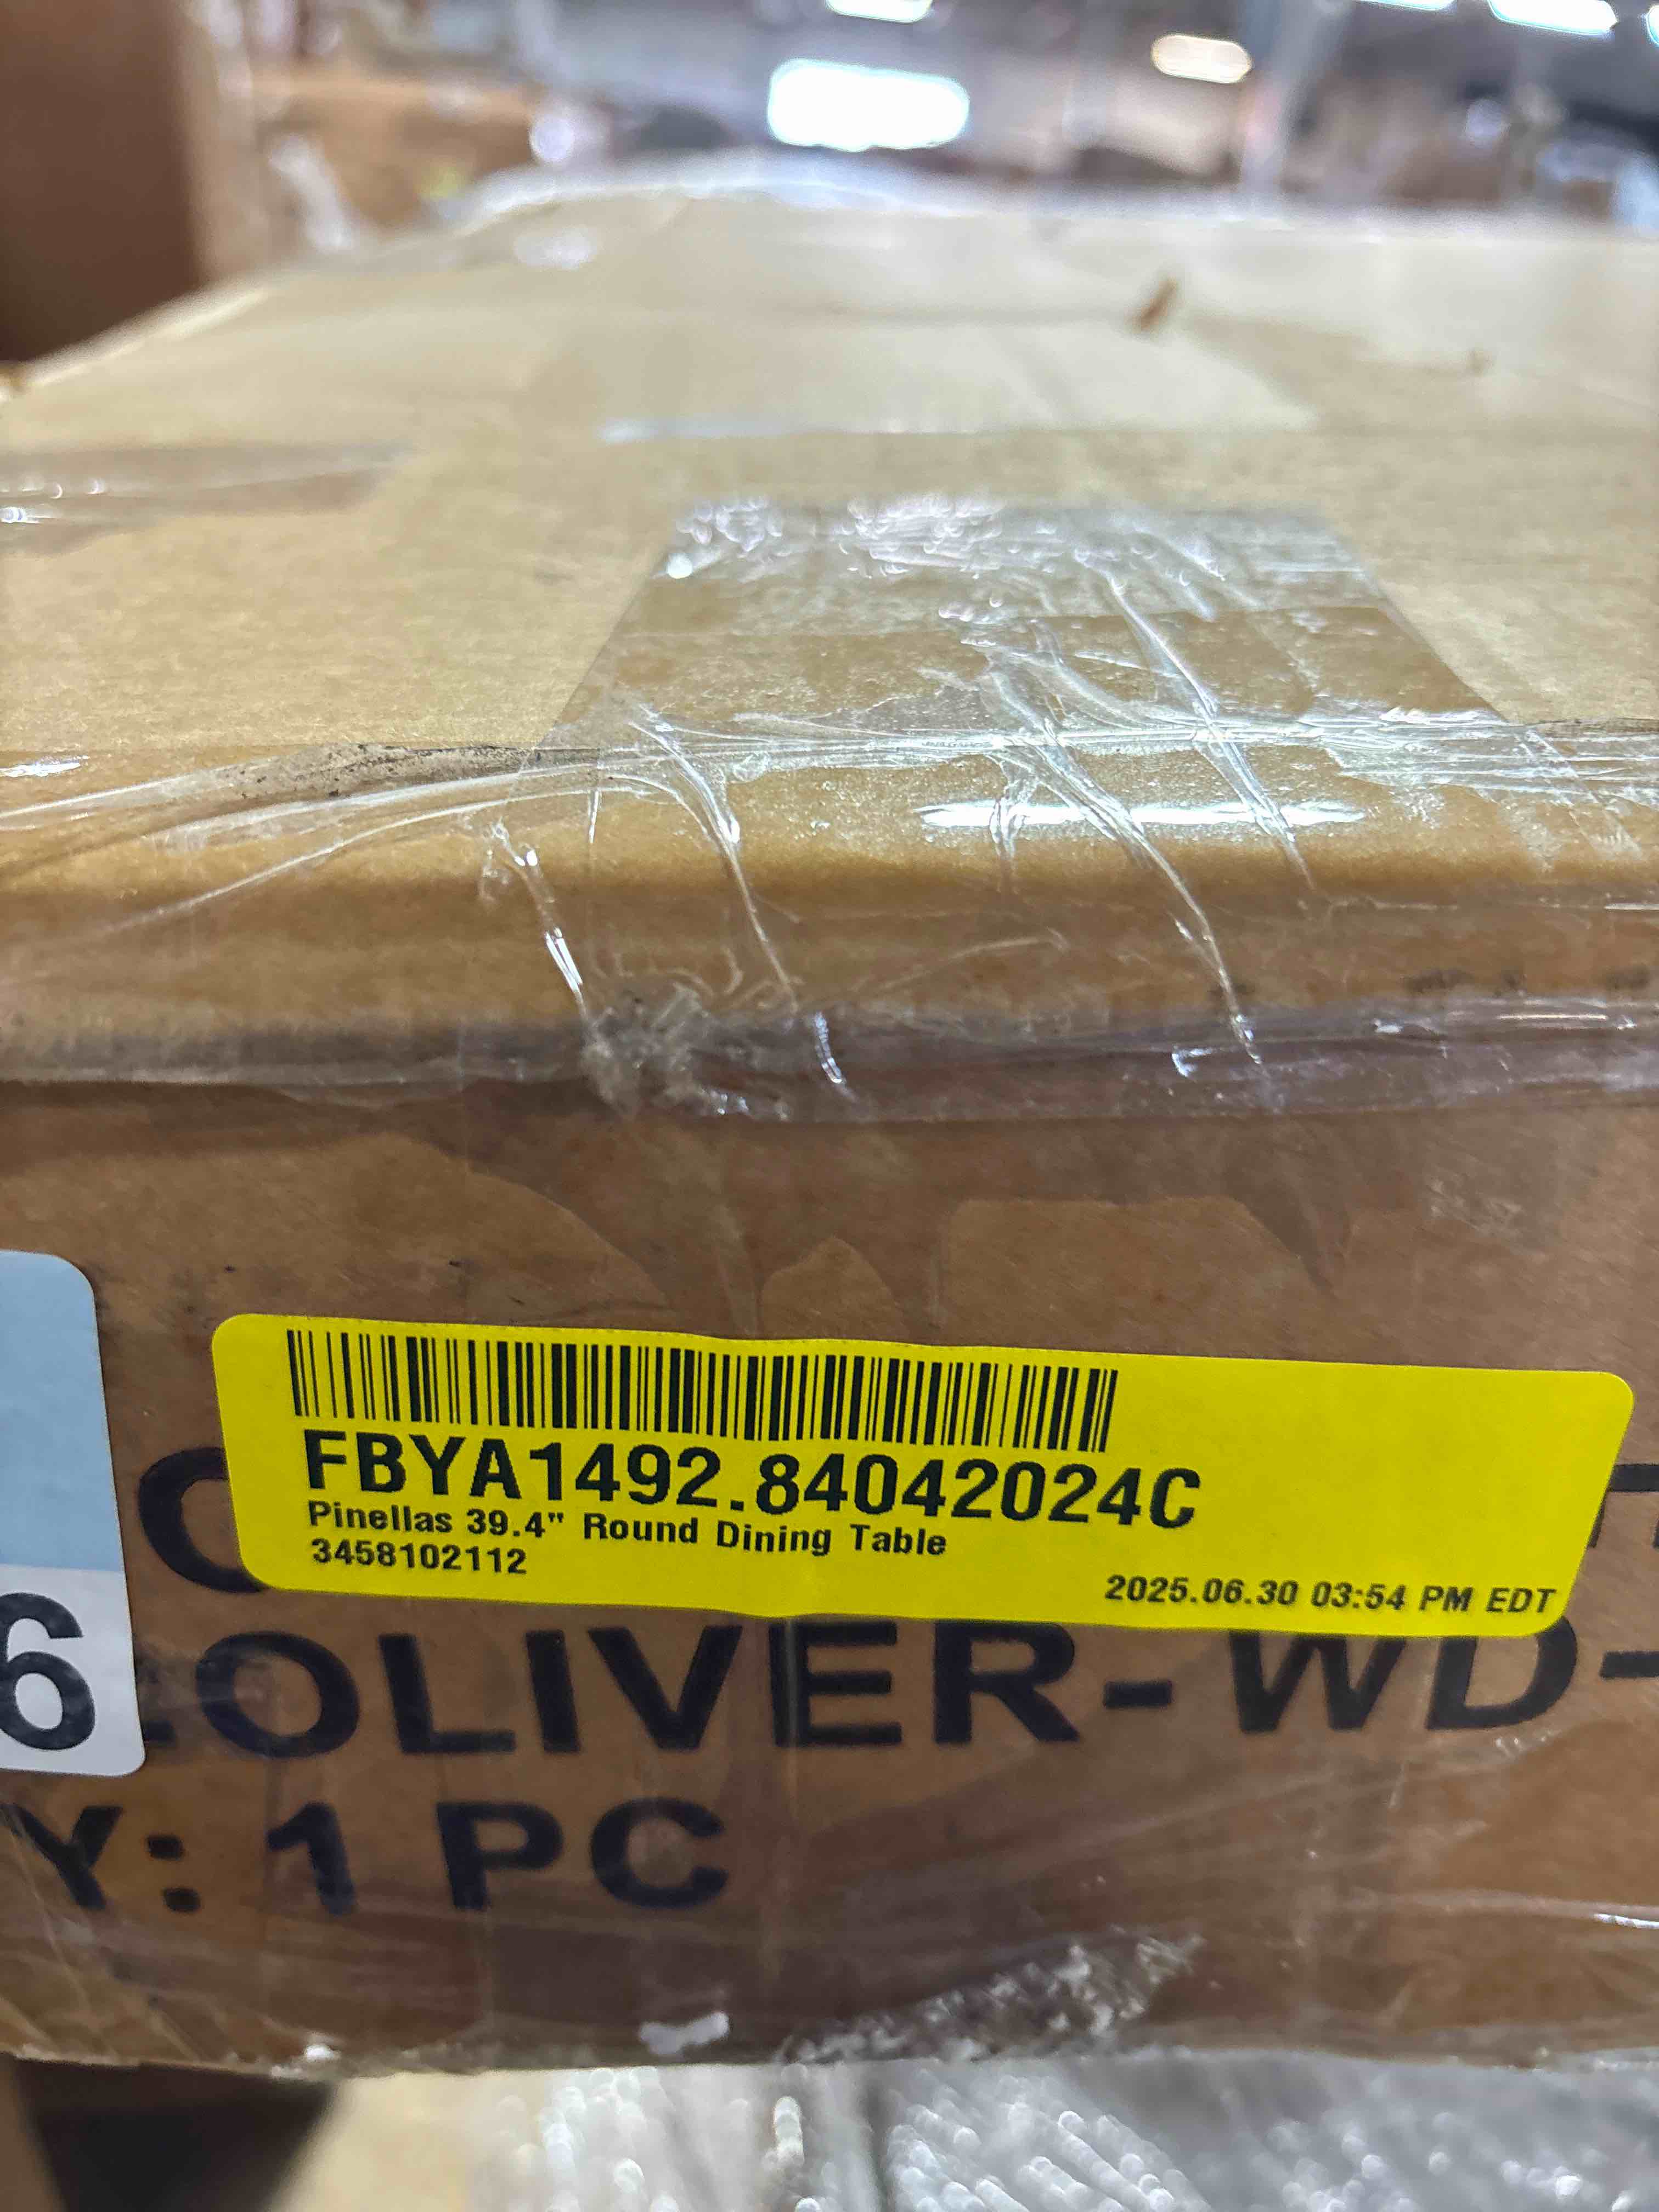 FBYA1492.84042024C
Pinellas 39.4" Round Dining Table
3458102112
2025.06.30 03:54 PM EDT
6
OLIVER-WD-
Y: 1 PC